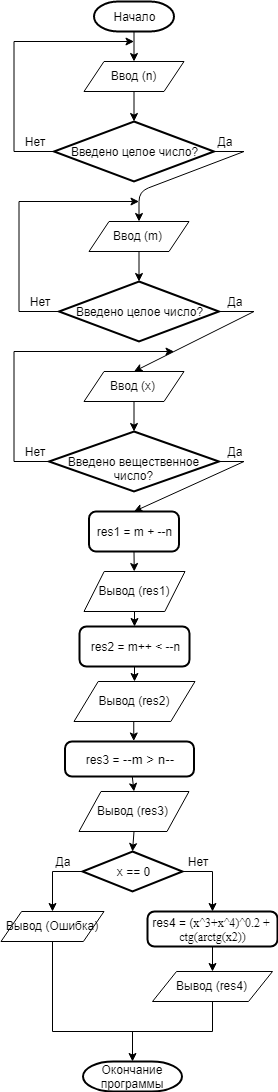 Начало
Ввод (n)
Нет
Да
Введено целое число?
Ввод (m)
Нет
Да
Введено целое число?
Ввод (x)
Нет
Да
Введено вещественное
число?
res1 = m + --n
Вывод (res1)
res2 = m++ < --n
Вывод (res2)
res3 = --m > n--
Вывод (res3)
Да
Нет
x == 0
Вывод (Ошибка)
res4 = (x^3+x^4)^0.2 +
ctg(arctg(x2))
Вывод (res4)
Окончание
программы